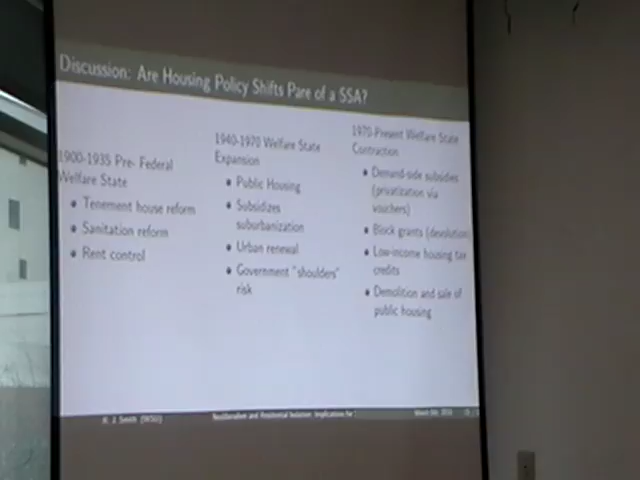 Discussion: Are Housing Policy Shifts Pare of a SSA?
1900-1935 Pre- Federal
Welfare State
• Tenement house reform
• Sanitation reform
• Rent control
1940-1970 Welfare State
Expansion
• Public Housing
• Subsidizes
suburbanization
• Urban renewal
• Government "shoulders"
risk
1970-Present Welfare State
Contraction
• Demand-side subsidies
(privatization via
vouchers)
• Block grants (devolution
• Low-income housing tax
credits
• Demolition and sale of
public housing
R. J. Smith (WSU)
Neoliberalism and Residential Isolation: Implications for